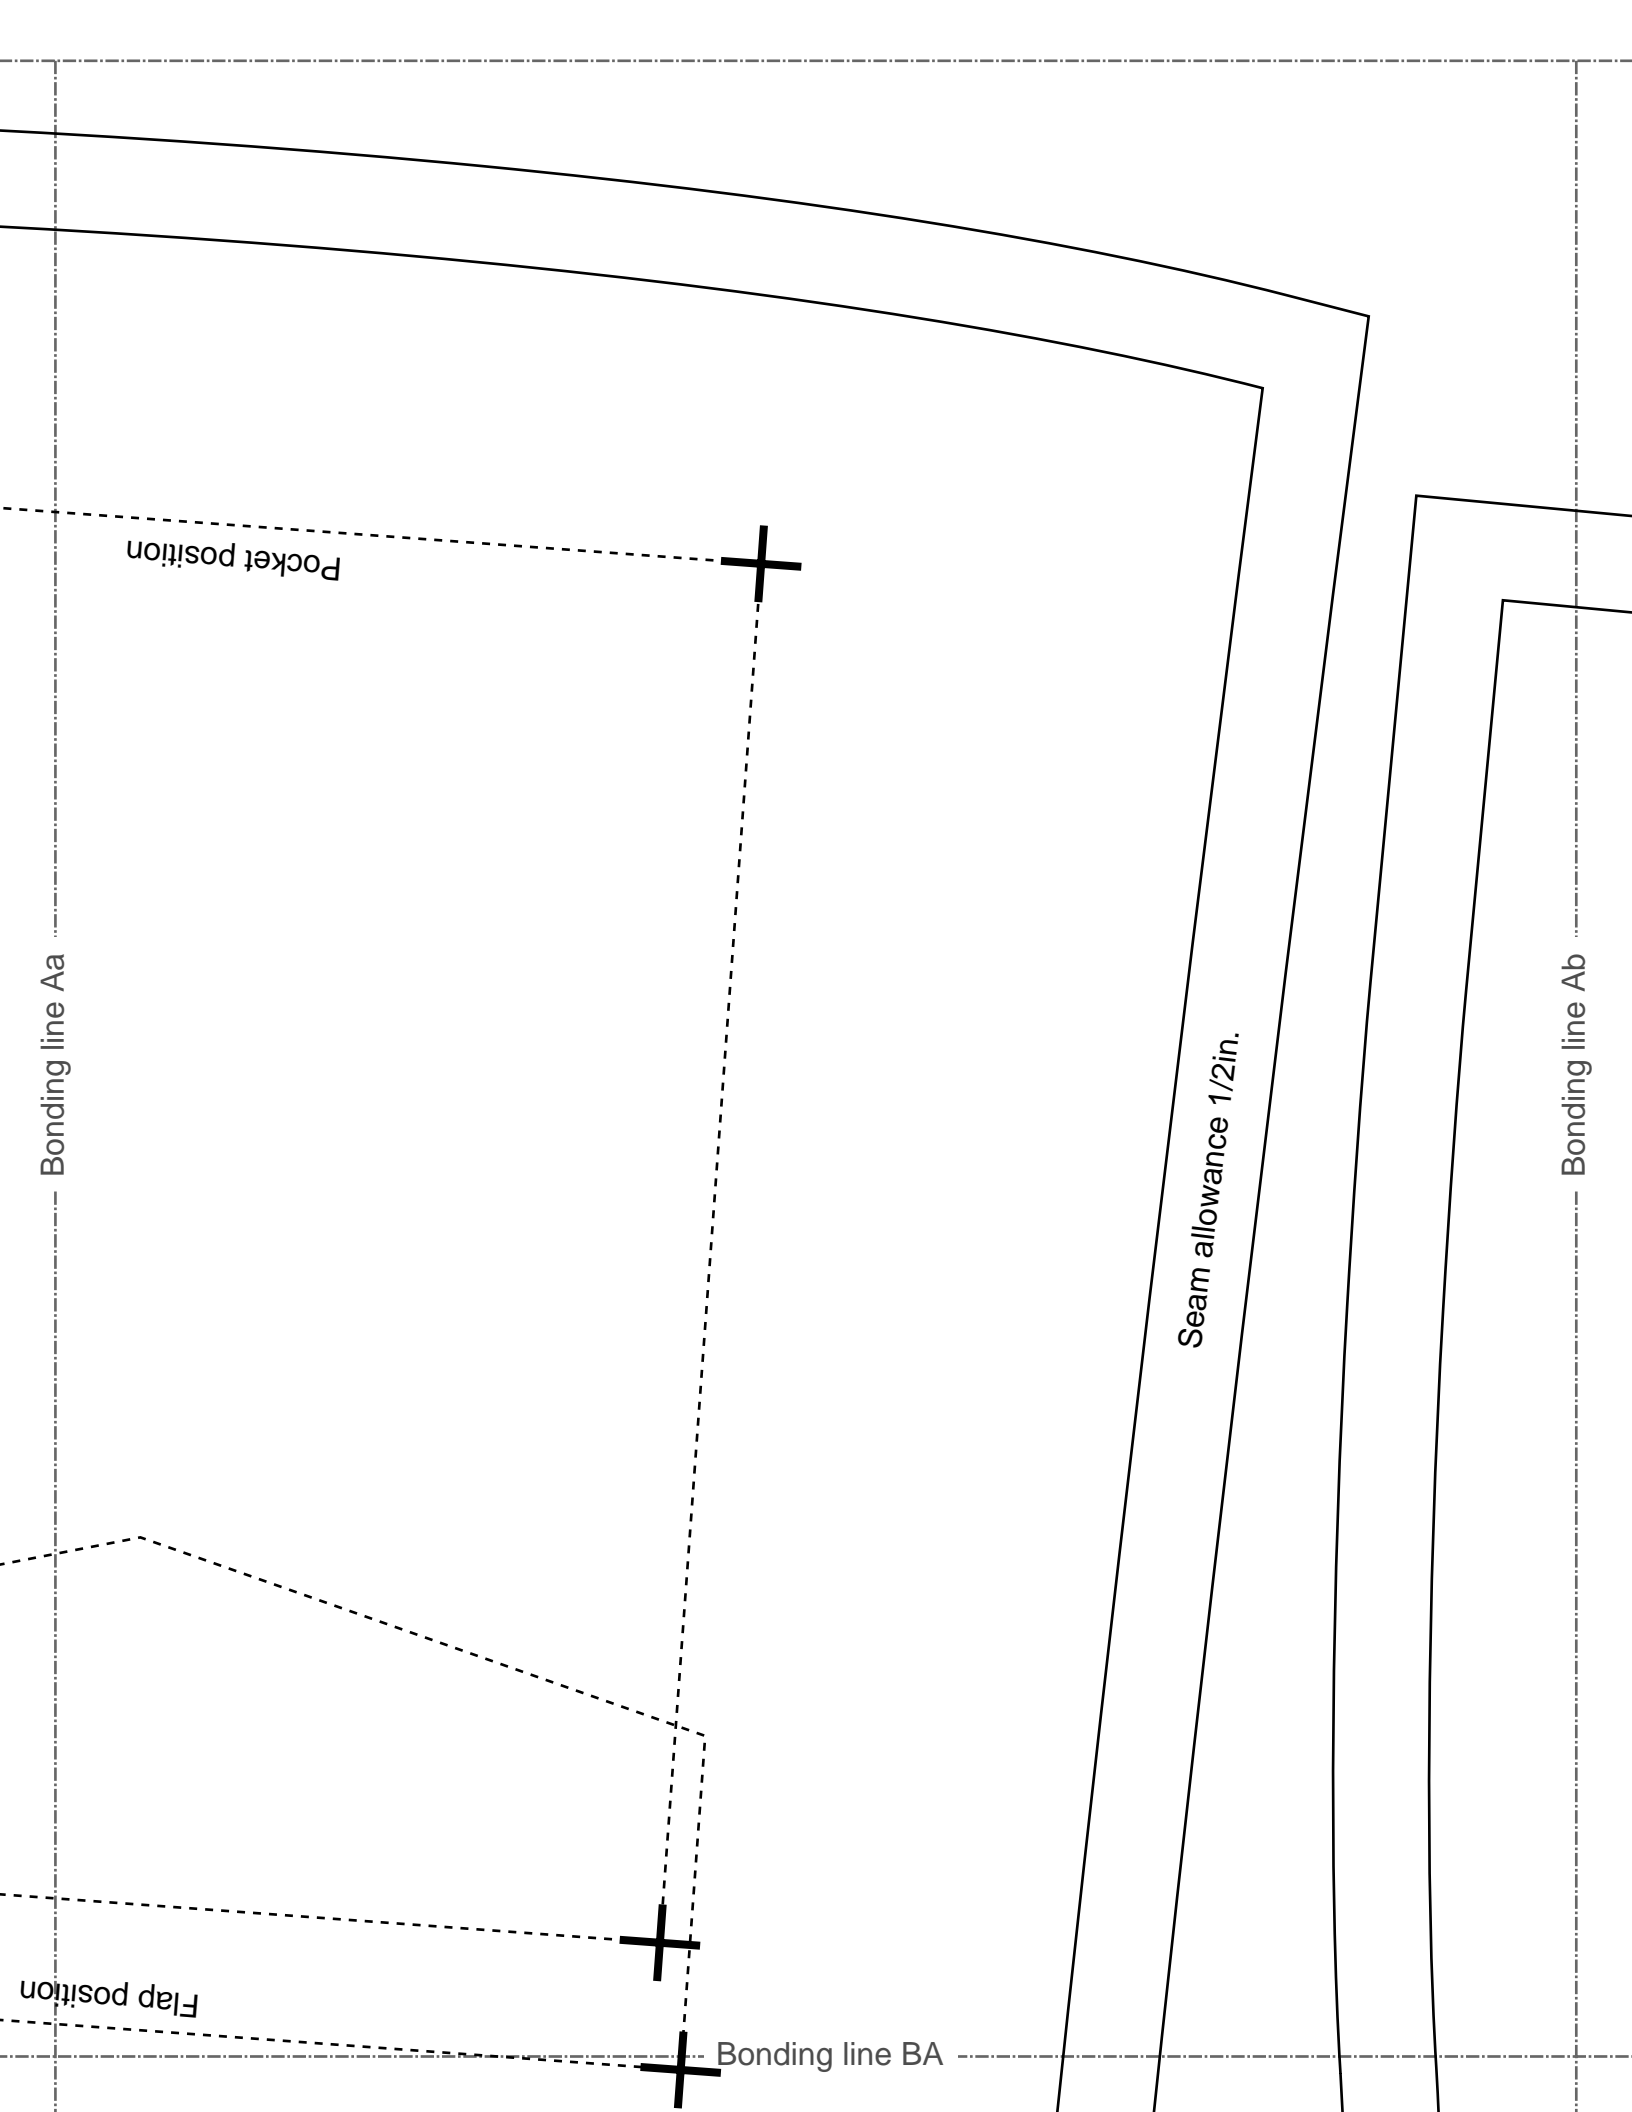 Pocket position
Bonding line Aa
Bonding line Ab
Seam allowance 1/2in.
Flap position
Bonding line BA